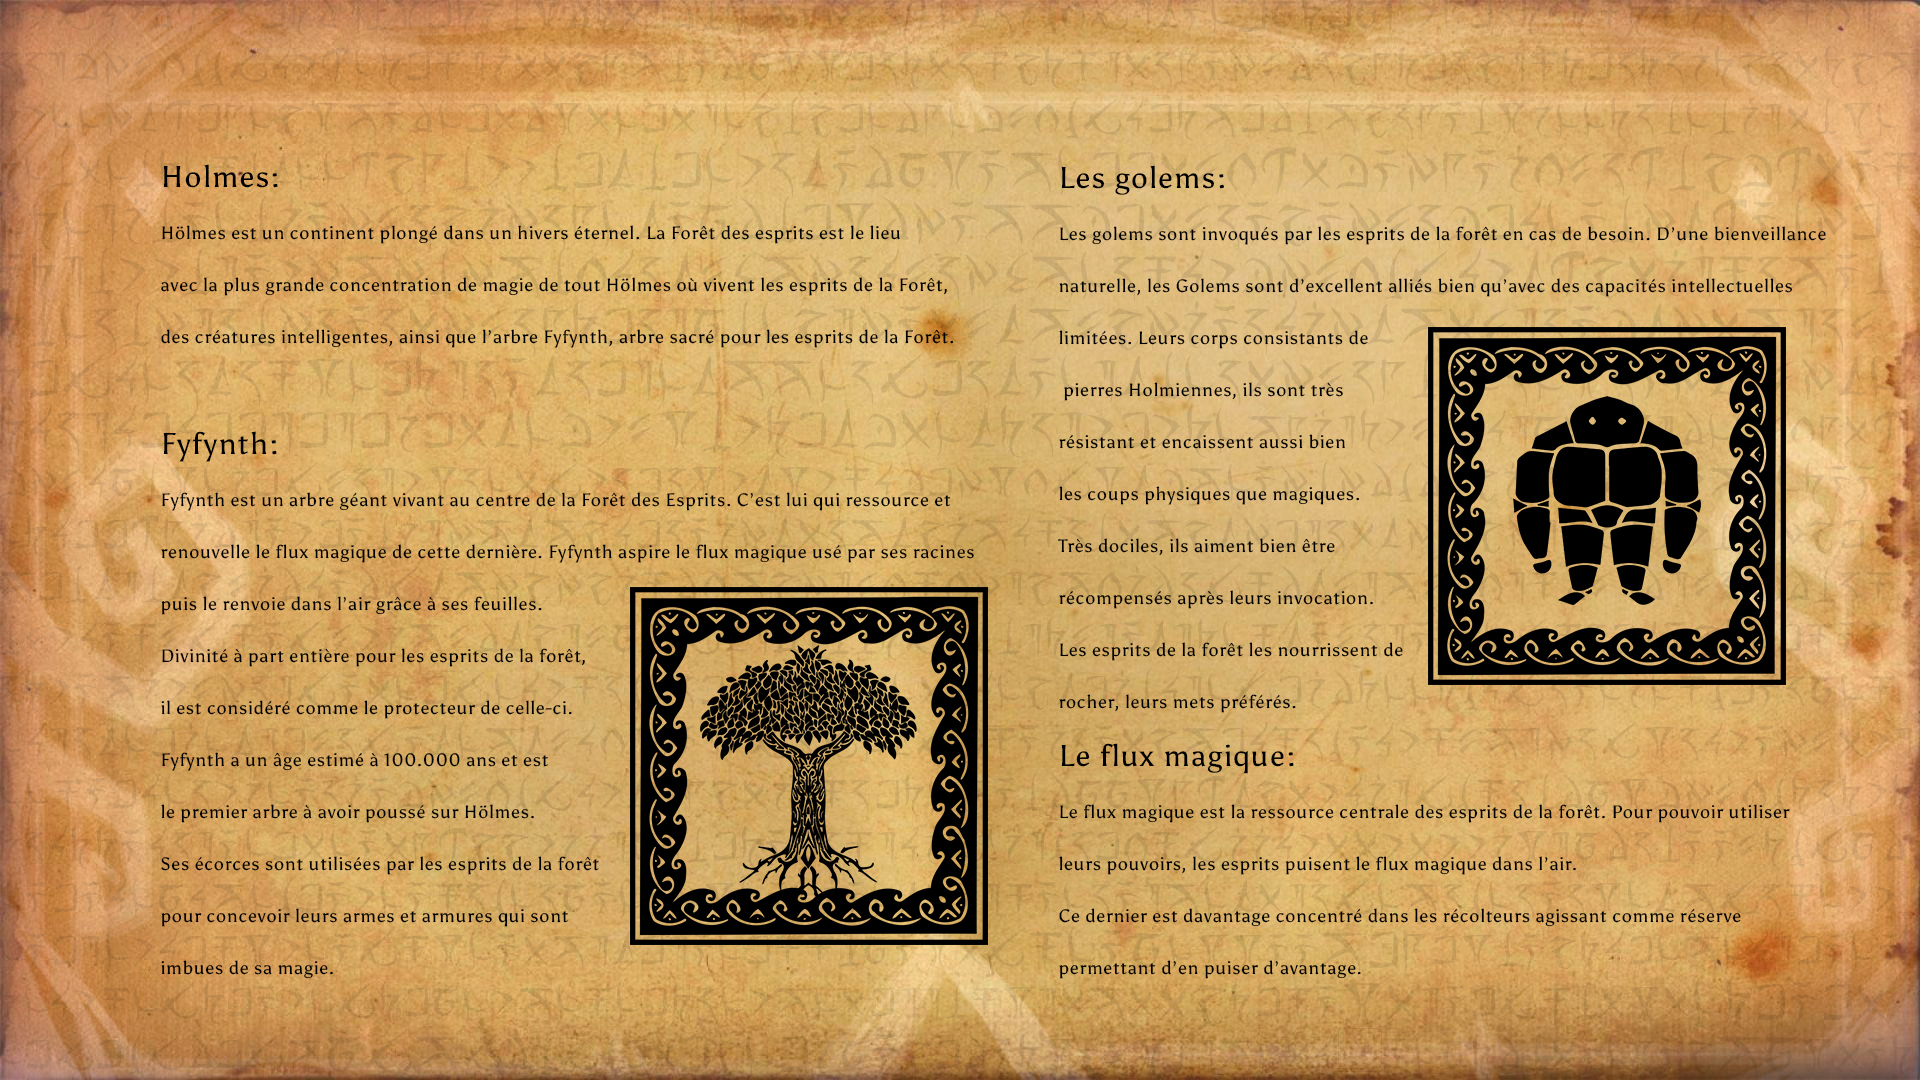 Holmes:
Hölmes est un continent plongé dans un hivers éternel. La Forêt des esprits est le lieu
avec la plus grande concentration de magie de tout Hölmes où vivent les esprits de la Forêt,
des créatures intelligentes, ainsi que l'arbre Fyfynth, arbre sacré pour les esprits de la Forêt.
Fyfynth:
Fyfynth est un arbre géant vivant au centre de la Forêt des Esprits. C'est lui qui ressource et
renouvelle le flux magique de cette dernière. Fyfynth aspire le flux magique usé par ses racines
puis le renvoie dans l'air grâce à ses feuilles.
Divinité à part entière pour les esprits de la forêt,
il est considéré comme le protecteur de celle-ci.
Fyfynth a un âge estimé à 100.000 ans et est
le premier arbre à avoir poussé sur Hölmes.
Ses écorces sont utilisées par les esprits de la forêt
pour concevoir leurs armes et armures qui sont
imbues de sa magie.
Les golems:
Les golems sont invoqués par les esprits de la forêt en cas de besoin. D'une bienveillance
naturelle, les Golems sont d'excellent alliés bien qu'avec des capacités intellectuelles
limitées. Leurs corps consistants de
pierres Holmiennes, ils sont très
résistant et encaissent aussi bien
les coups physiques que magiques.
Très dociles, ils aiment bien être
récompensés après leurs invocation.
Les esprits de la forêt les nourrissent de
rocher, leurs mets préférés.
Le flux magique:
Le flux magique est la ressource centrale des esprits de la forêt. Pour pouvoir utiliser
leurs pouvoirs, les esprits puisent le flux magique dans l'air.
Ce dernier est davantage concentré dans les récolteurs agissant comme réserve
permettant d'en puiser d'avantage.